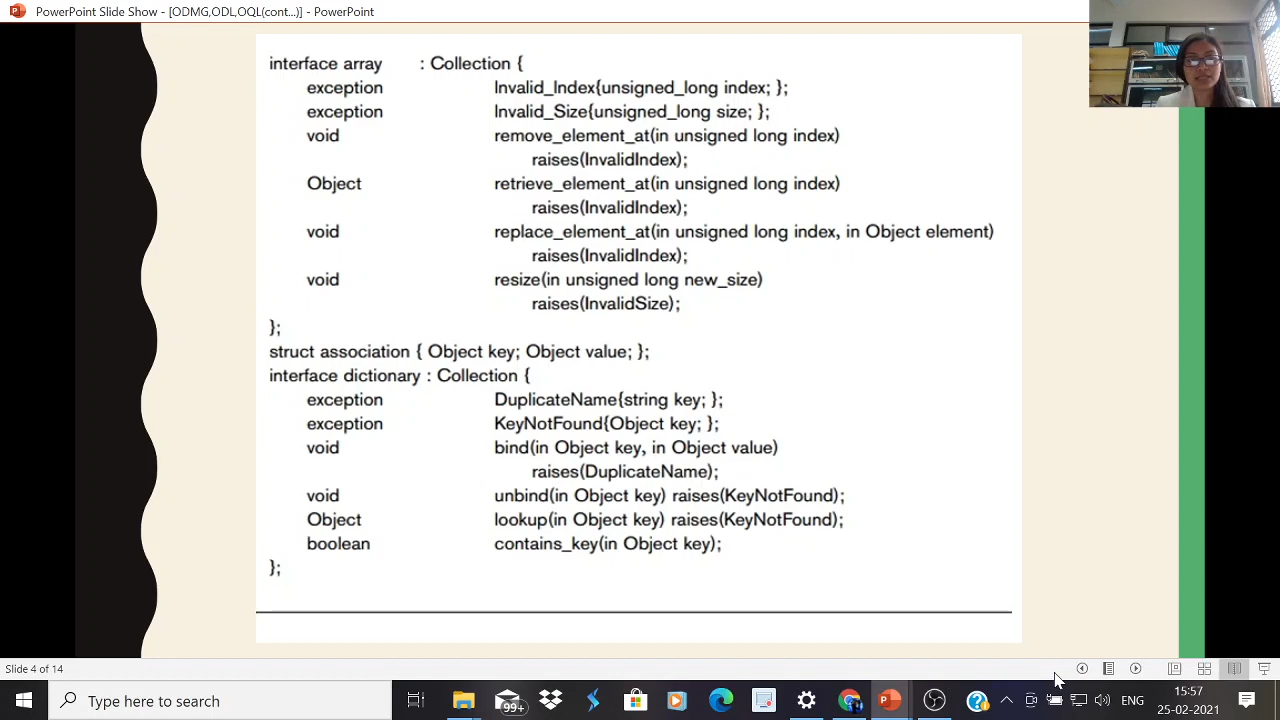 PowerPoint Slide Show - [ODMG,ODL,OQL(cont...)] - PowerPoint
interface array : Collection {
exception Invalid_Index{unsigned_long index; };
exception Invalid_Size{unsigned_long size; };
void remove_element_at(in unsigned long index)
raises(InvalidIndex);
Object retrieve_element_at(in unsigned long index)
raises(InvalidIndex);
void replace_element_at(in unsigned long index, in Object element)
raises(InvalidIndex);
void resize(in unsigned long new_size)
raises(InvalidSize);
};
struct association { Object key; Object value; };
interface dictionary : Collection {
exception DuplicateName{string key; };
exception KeyNotFound{Object key; };
void bind(in Object key, in Object value)
raises(DuplicateName);
void unbind(in Object key) raises(KeyNotFound);
Object lookup(in Object key) raises(KeyNotFound);
boolean contains_key(in Object key);
};
Slide 4 of 14
Type here to search
99+
ENG
15:57
25-02-2021